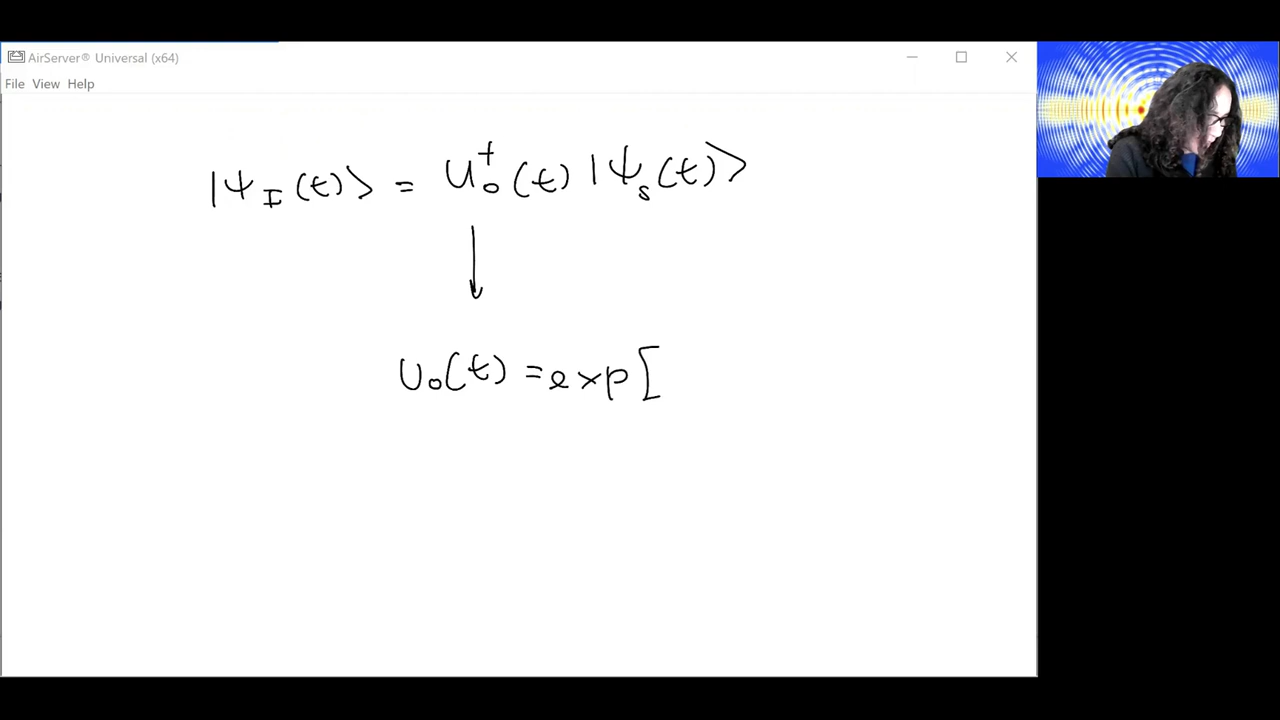 AirServer® Universal (x64)
File View Help
|ψ_I(t)⟩ = U₀†(t) |ψ_s(t)⟩
↓
U₀(t) = exp [